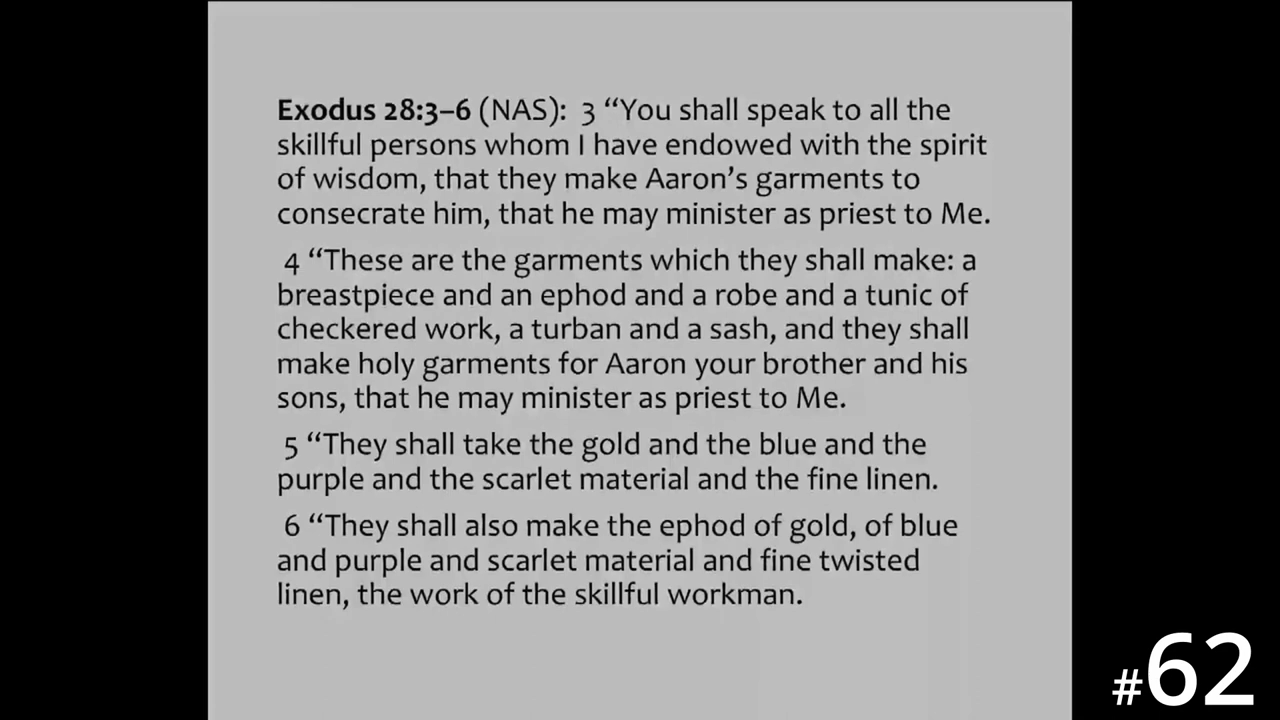 Exodus 28:3–6 (NAS): 3 “You shall speak to all the
skillful persons whom I have endowed with the spirit
of wisdom, that they make Aaron’s garments to
consecrate him, that he may minister as priest to Me.
4 “These are the garments which they shall make: a
breastpiece and an ephod and a robe and a tunic of
checkered work, a turban and a sash, and they shall
make holy garments for Aaron your brother and his
sons, that he may minister as priest to Me.
5 “They shall take the gold and the blue and the
purple and the scarlet material and the fine linen.
6 “They shall also make the ephod of gold, of blue
and purple and scarlet material and fine twisted
linen, the work of the skillful workman.
#62